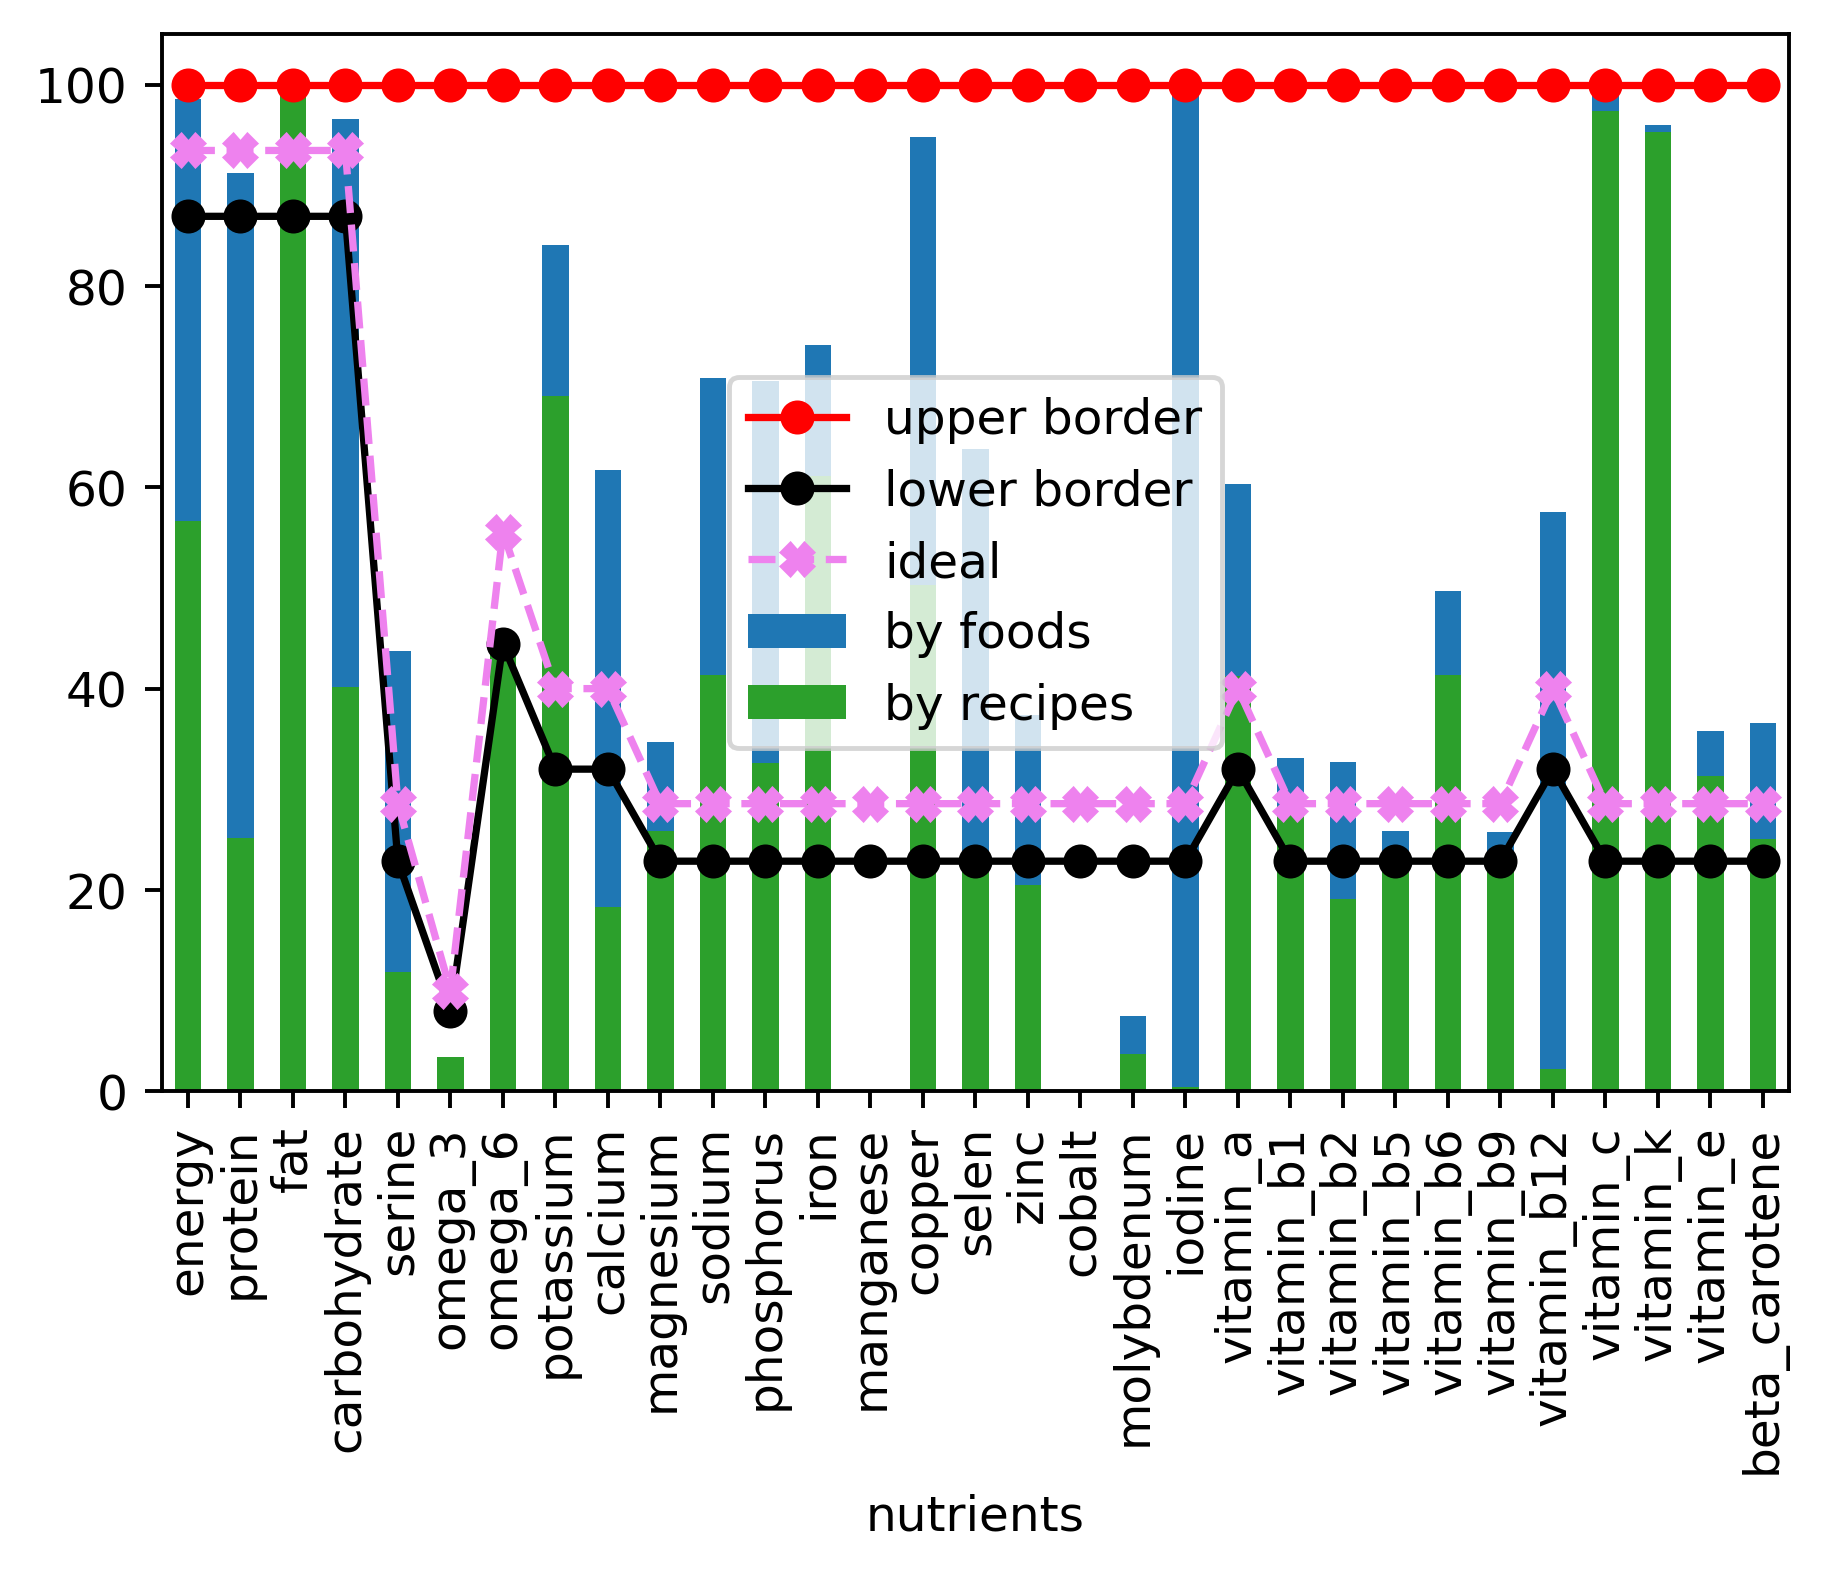 100
80
60
40
20
0
upper border
lower border
ideal
by foods
by recipes
energy
protein
fat
carbohydrate
serine
omega_3
omega_6
potassium
calcium
magnesium
sodium
phosphorus
iron
manganese
copper
selen
zinc
cobalt
molybdenum
iodine
vitamin_a
vitamin_b1
vitamin_b2
vitamin_b5
vitamin_b6
vitamin_b9
vitamin_b12
vitamin_c
vitamin_k
vitamin_e
beta_carotene
nutrients